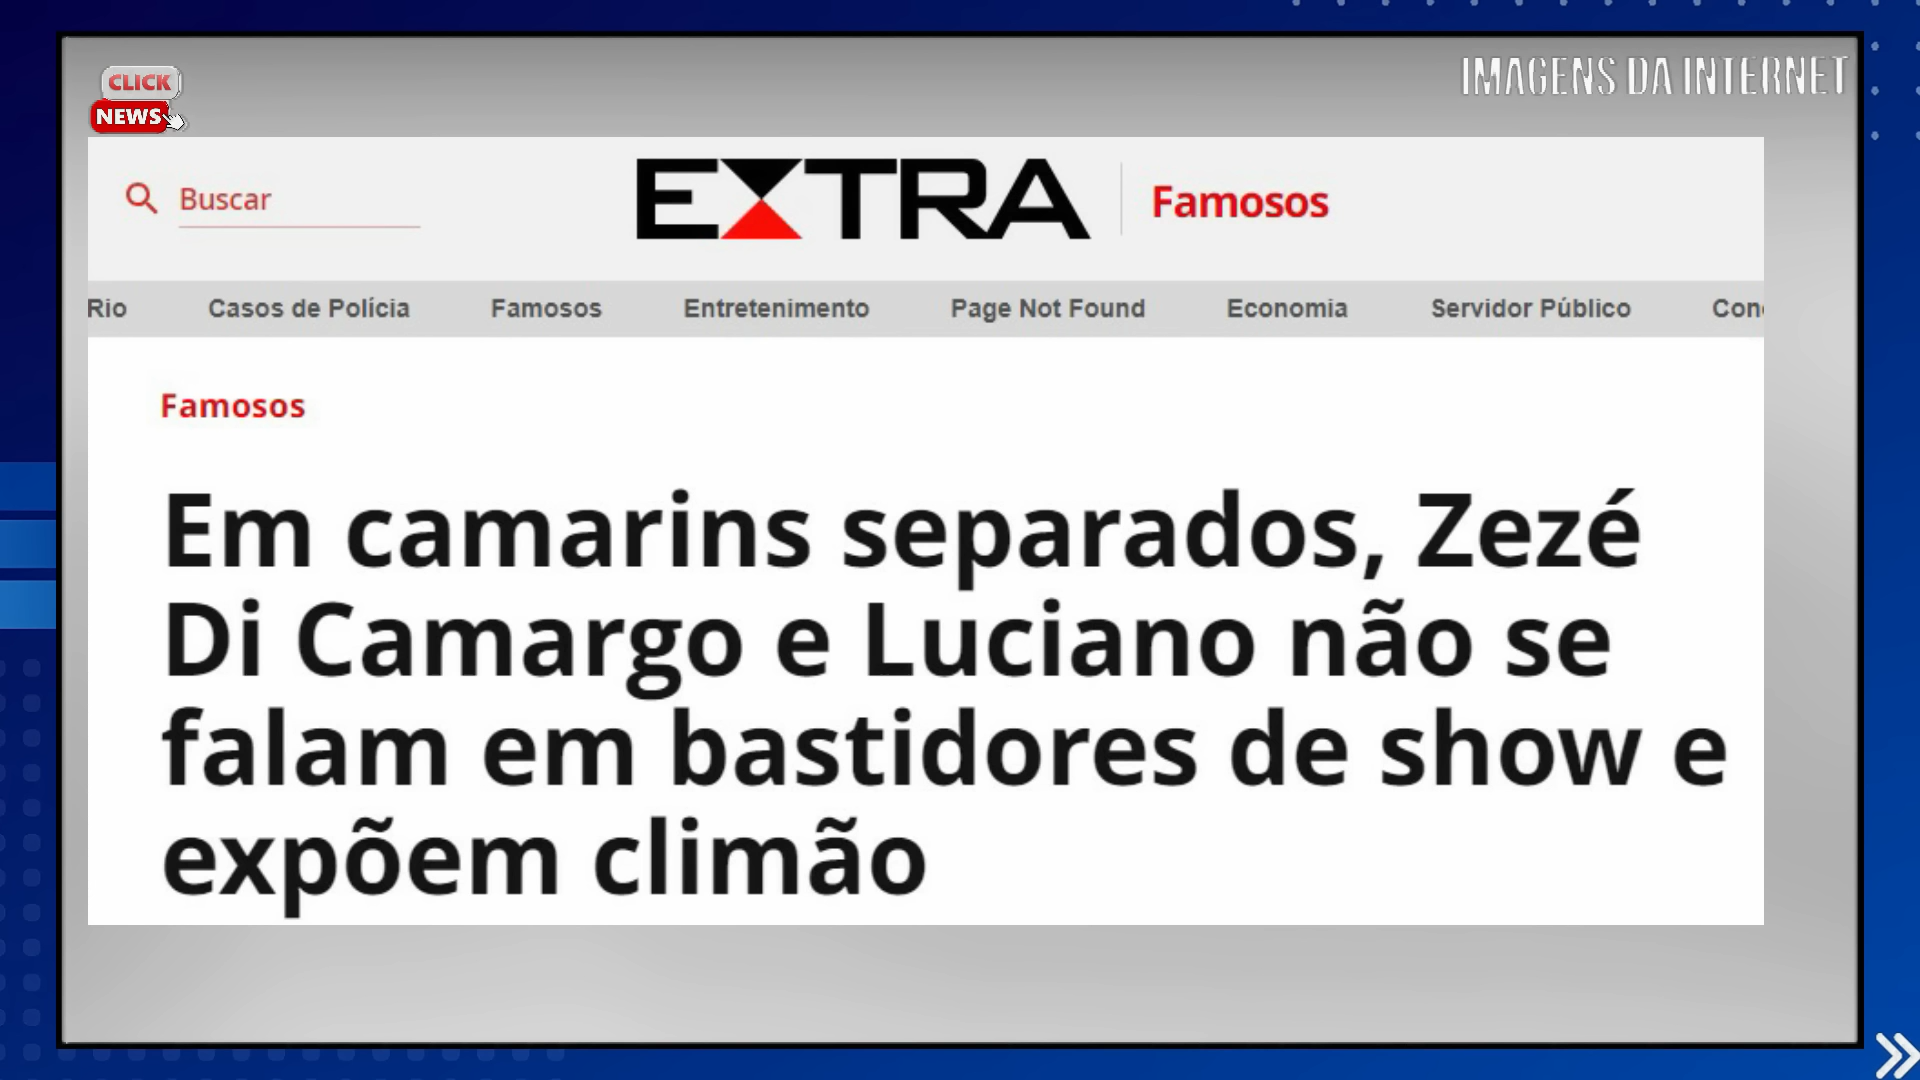 CLICK
NEWS
IMAGENS DA INTERNET
Buscar
EXTRA
Famosos
Rio Casos de Polícia Famosos Entretenimento Page Not Found Economia Servidor Público
Famosos
Em camarins separados, Zezé
Di Camargo e Luciano não se
falam em bastidores de show e
expõem climão